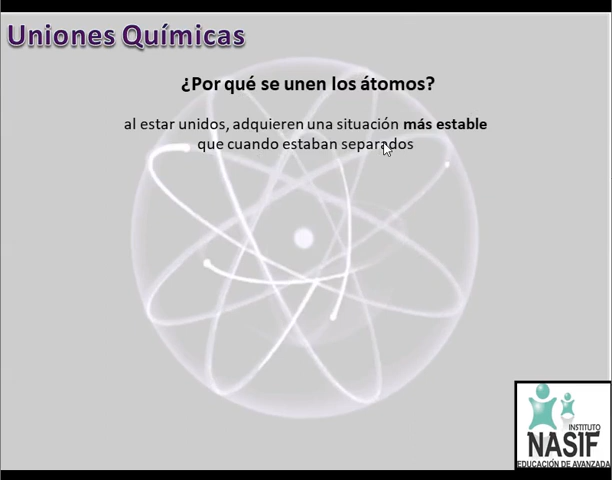 Uniones Químicas
¿Por qué se unen los átomos?
al estar unidos, adquieren una situación más estable
que cuando estaban separados
INSTITUTO
NASIF
EDUCACIÓN DE AVANZADA